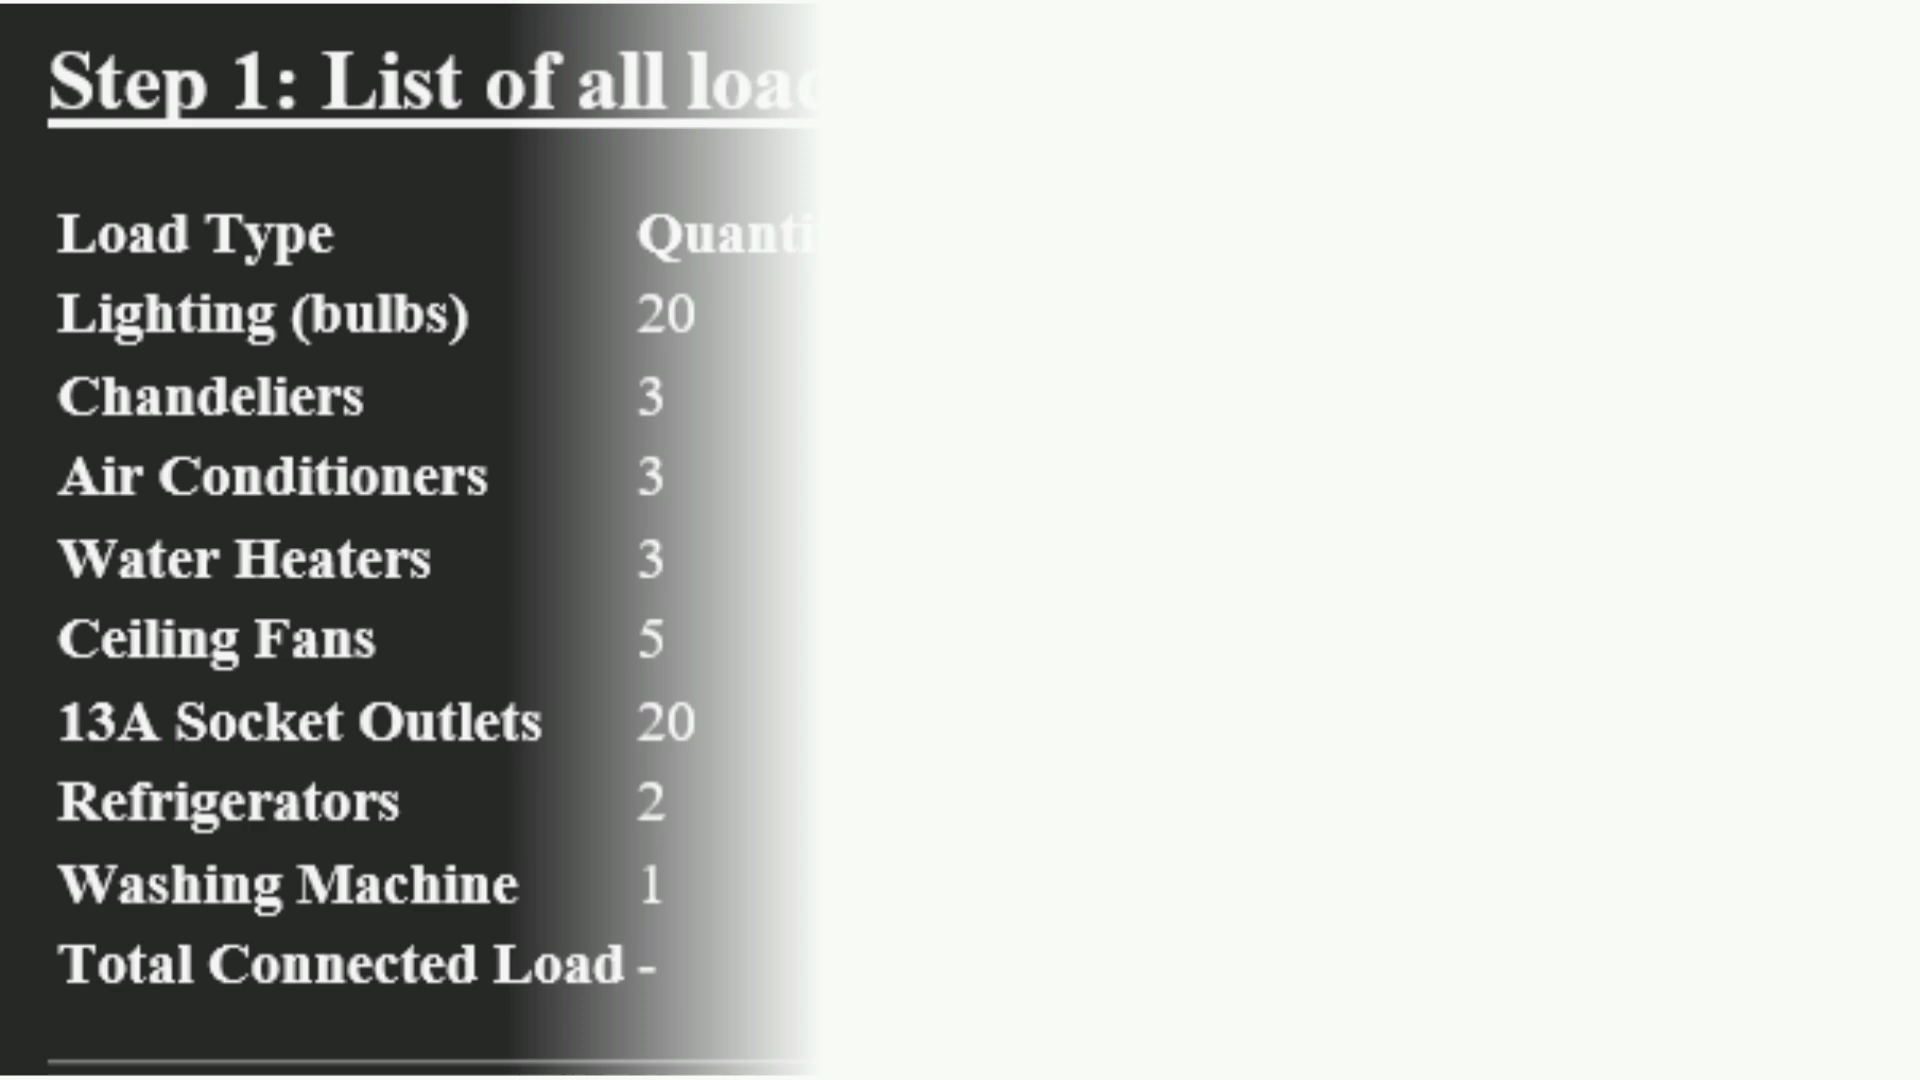 Step 1: List of all
Load Type
Lighting (bulbs) 20
Chandeliers 3
Air Conditioners 3
Water Heaters 3
Ceiling Fans 5
13A Socket Outlets 20
Refrigerators 2
Washing Machine 1
Total Connected Load -